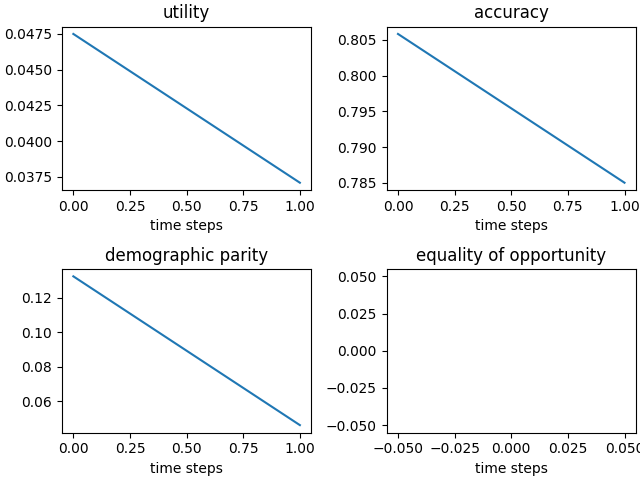 utility
accuracy
0.0475
0.0450
0.0425
0.0400
0.0375
0.00 0.25 0.50 0.75 1.00
time steps
0.805
0.800
0.795
0.790
0.785
0.00 0.25 0.50 0.75 1.00
time steps
demographic parity
equality of opportunity
0.12
0.10
0.08
0.06
0.00 0.25 0.50 0.75 1.00
time steps
0.050
0.025
0.000
−0.025
−0.050
−0.050 −0.025 0.000 0.025 0.050
time steps